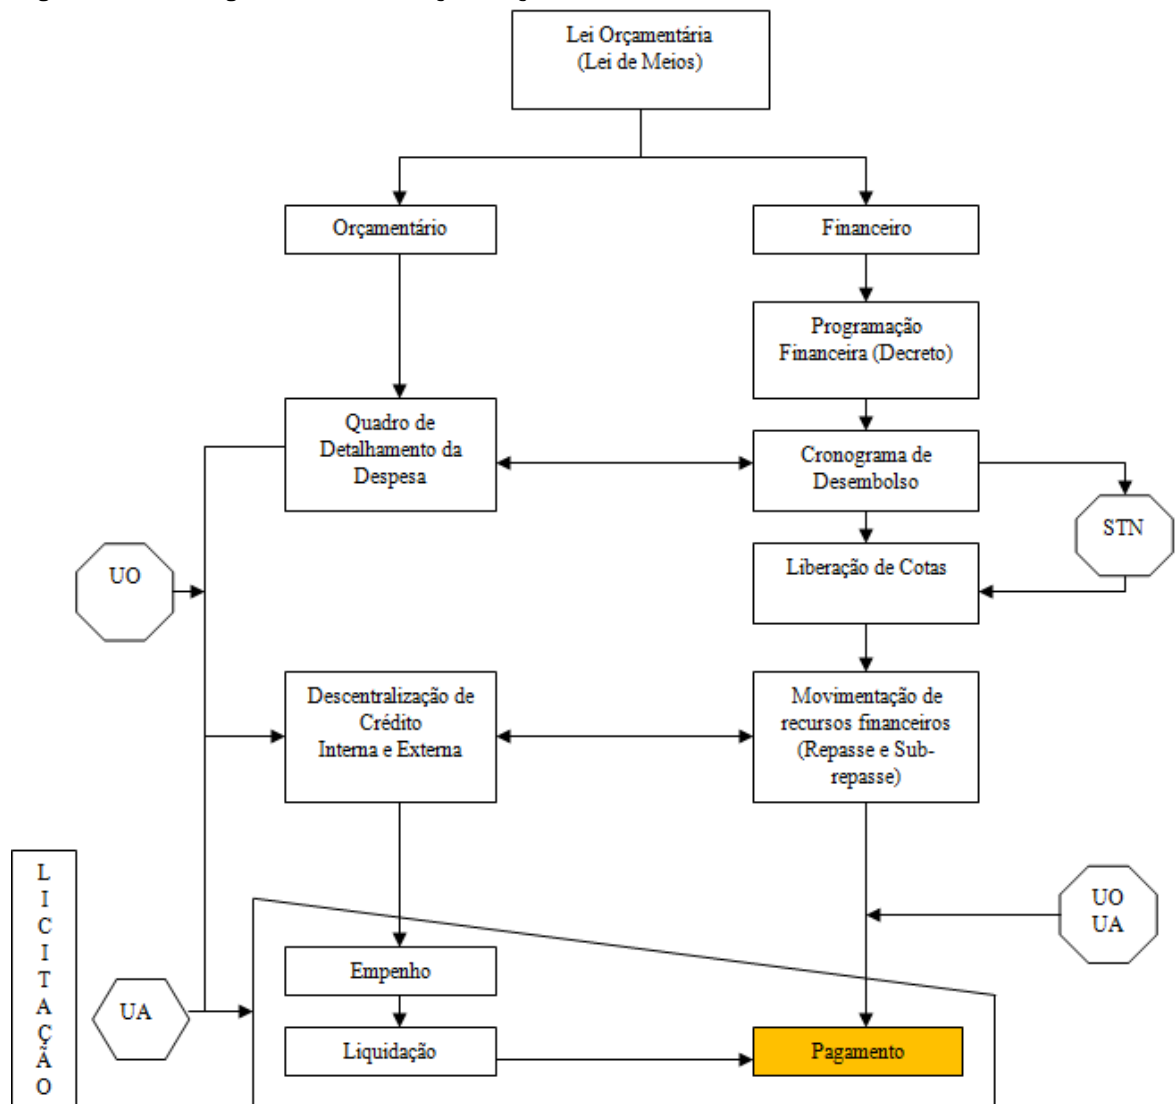 Lei Orçamentária
(Lei de Meios)
Orçamentário
Financeiro
Programação
Financeira (Decreto)
Quadro de
Detalhamento da
Despesa
Cronograma de
Desembolso
STN
UO
Liberação de Cotas
Descentralização de
Crédito
Interna e Externa
Movimentação de
recursos financeiros
(Repasse e Sub-
repasse)
L
I
C
I
T
A
Ç
Ã
O
UO
UA
Empenho
UA
Liquidação
Pagamento